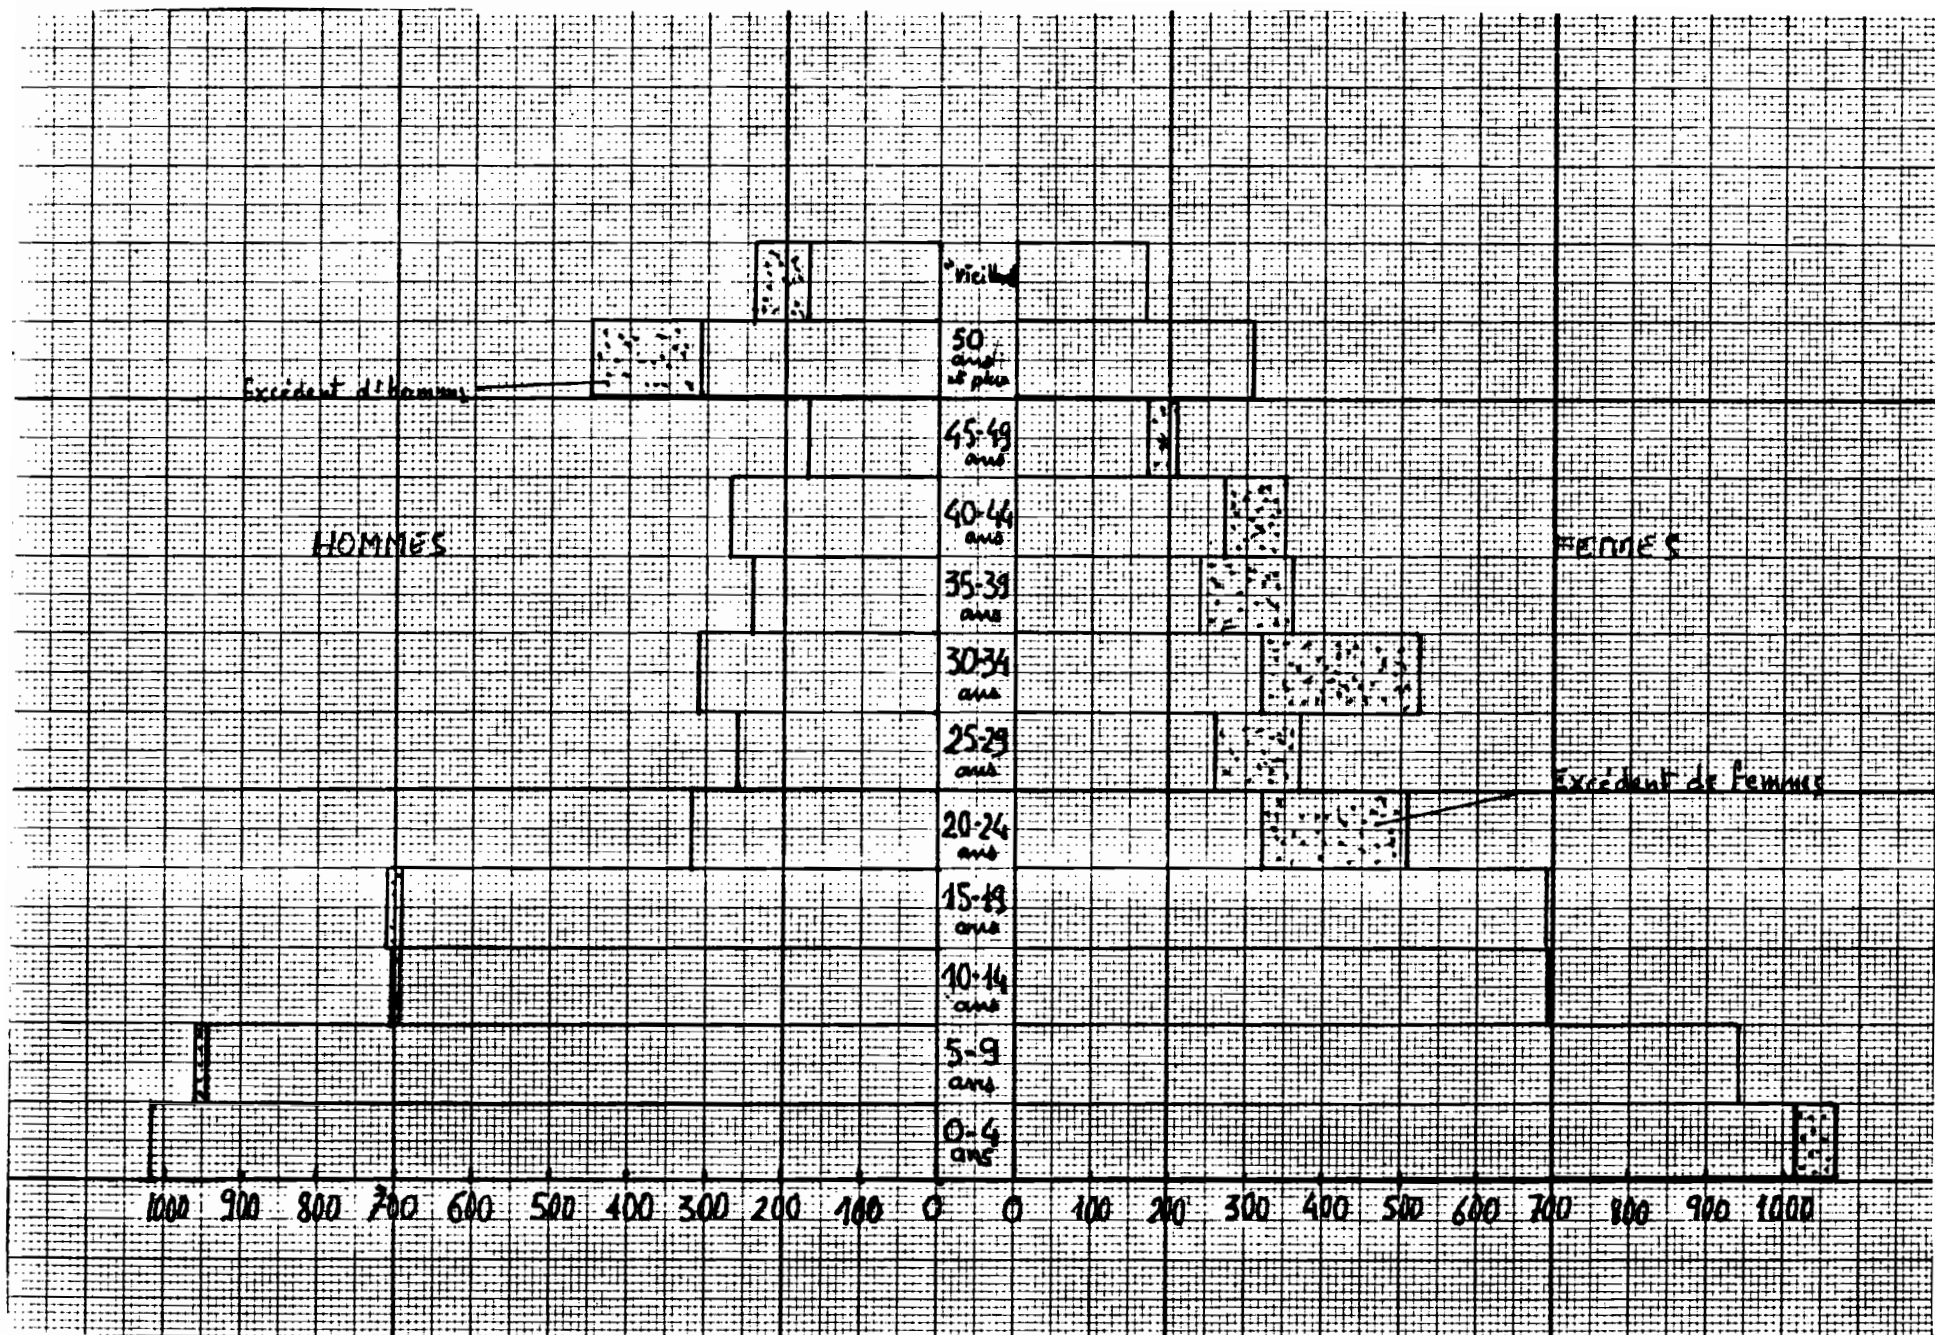 50
ans
et plus
Excédent d'hommes
45-49
ans
40-44
ans
HOMMES
FEMMES
35-39
ans
30-34
ans
25-29
ans
Excédent de femmes
20-24
ans
15-19
ans
10-14
ans
5-9
ans
0-4
ans
1000 900 800 700 600 500 400 300 200 100 0 0 100 200 300 400 500 600 700 800 900 1000